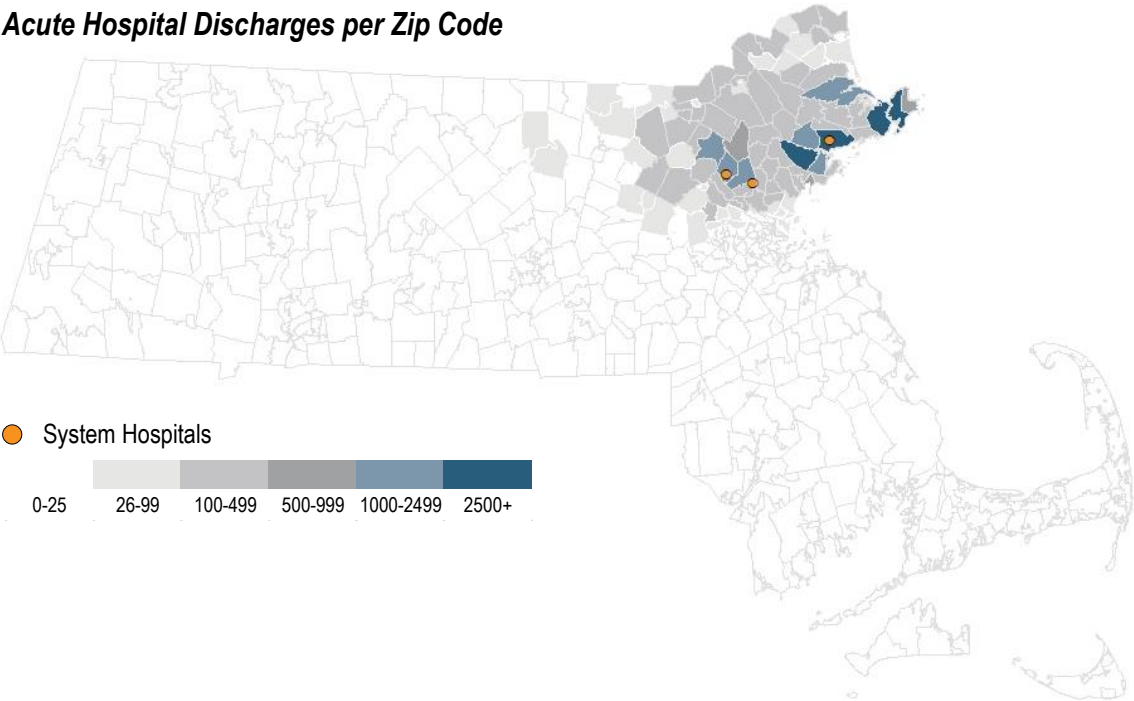 Acute Hospital Discharges per Zip Code
System Hospitals
0-25 26-99 100-499 500-999 1000-2499 2500+